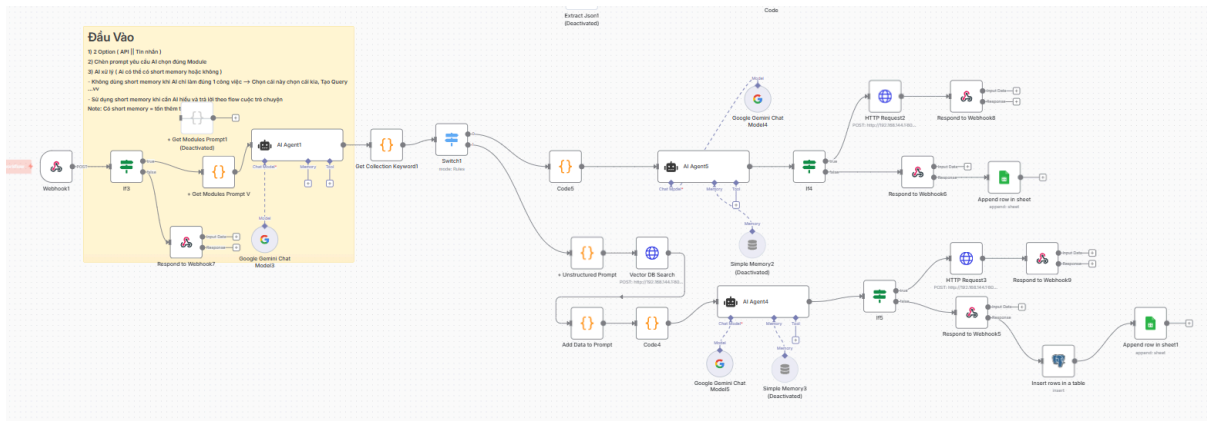 Extract Json1
(Deactivated)
Code
Đầu Vào
1) 2 Option ( API || Tin nhắn )
2) Chèn prompt yêu cầu AI chọn đúng Module
3) AI xử lý ( AI có thể có short memory hoặc không )
- Không dùng short memory khi AI chỉ làm đúng 1 công việc --> Chọn cái này chọn cái kia, Tạo Query
...vv
- Sử dụng short memory khi cần AI hiểu và trả lời theo flow cuộc trò chuyện
Note: Có short memory = tốn thêm t
+ Get Modules Prompt1
(Deactivated)
Webhook1
POST
If3
true
false
+ Get Modules Prompt V
AI Agent1
Chat Model*
Memory
Tool
Model
Google Gemini Chat
Model3
Respond to Webhook7
Input Data
Response
Get Collection Keyword1
Switch1
mode: Rules
Code5
AI Agent5
Chat Model*
Memory
Tool
Model
Google Gemini Chat
Model4
Memory
Simple Memory2
(Deactivated)
If4
true
false
HTTP Request2
Respond to Webhook8
Input Data
Response
Respond to Webhook6
Input Data
Response
Append row in sheet
append: sheet
+ Unstructured Prompt
Vector DB Search
Add Data to Prompt
Code4
AI Agent4
Chat Model*
Memory
Tool
Model
Google Gemini Chat
Model5
Memory
Simple Memory3
(Deactivated)
If5
true
false
HTTP Request3
Respond to Webhook9
Input Data
Response
Respond to Webhook5
Input Data
Response
Insert rows in a table
insert
Append row in sheet1
append: sheet